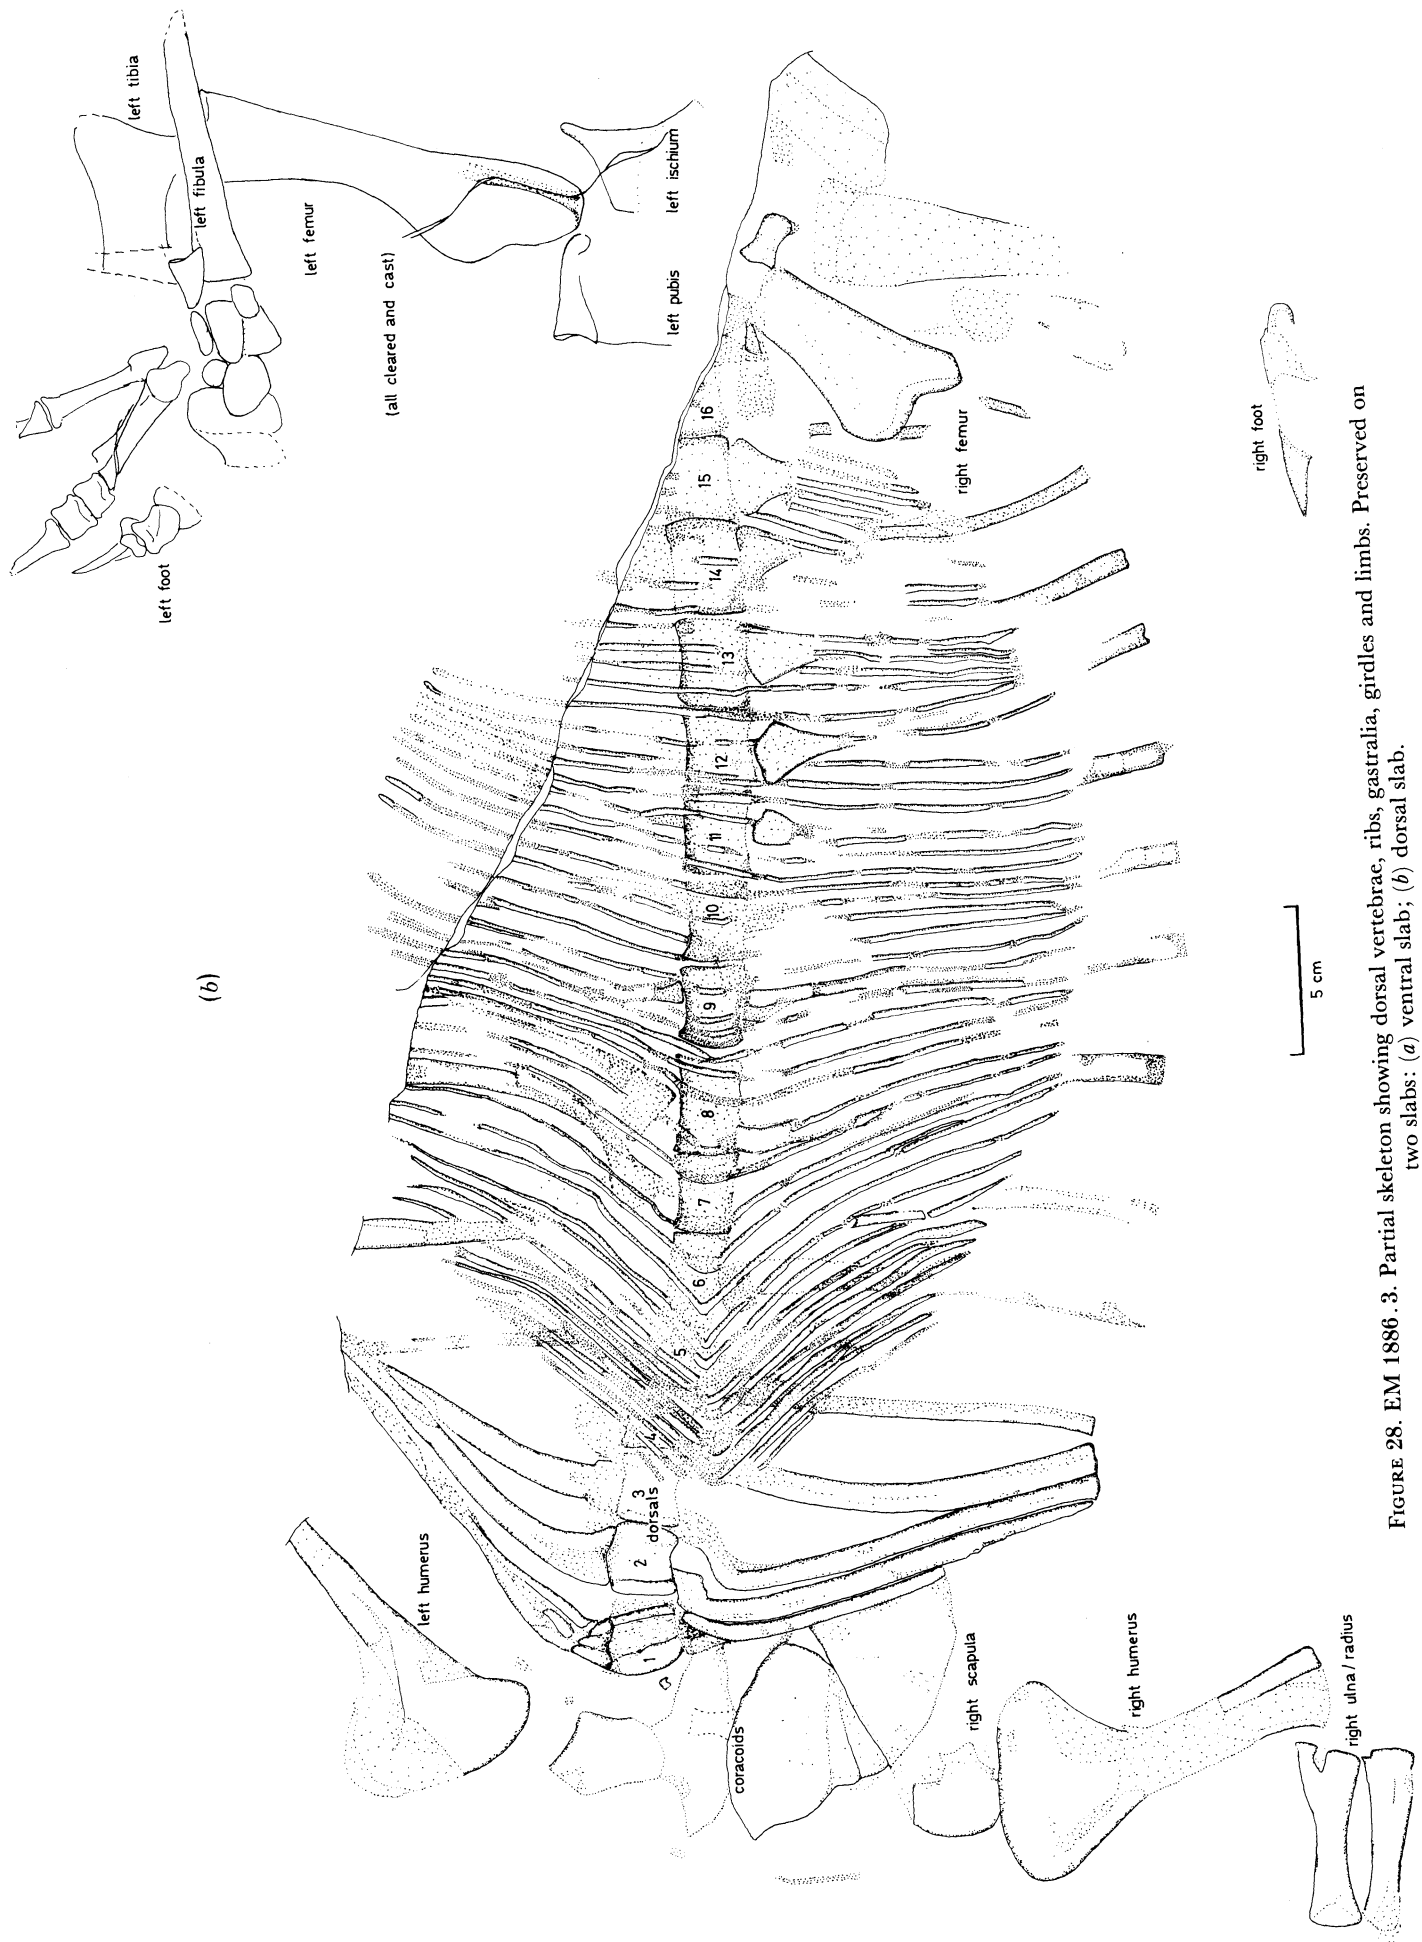 (b)
left foot
left tibia
left fibula
left femur
(all cleared and cast)
left pubis
left ischium
left humerus
coracoids
1
2
3
dorsals
4
5
6
7
8
9
10
11
12
13
14
15
16
right scapula
right femur
right humerus
right foot
right ulna/radius
5 cm
FIGURE 28. EM 1886.3. Partial skeleton showing dorsal vertebrae, ribs, gastralia, girdles and limbs. Preserved on
two slabs: (a) ventral slab; (b) dorsal slab.